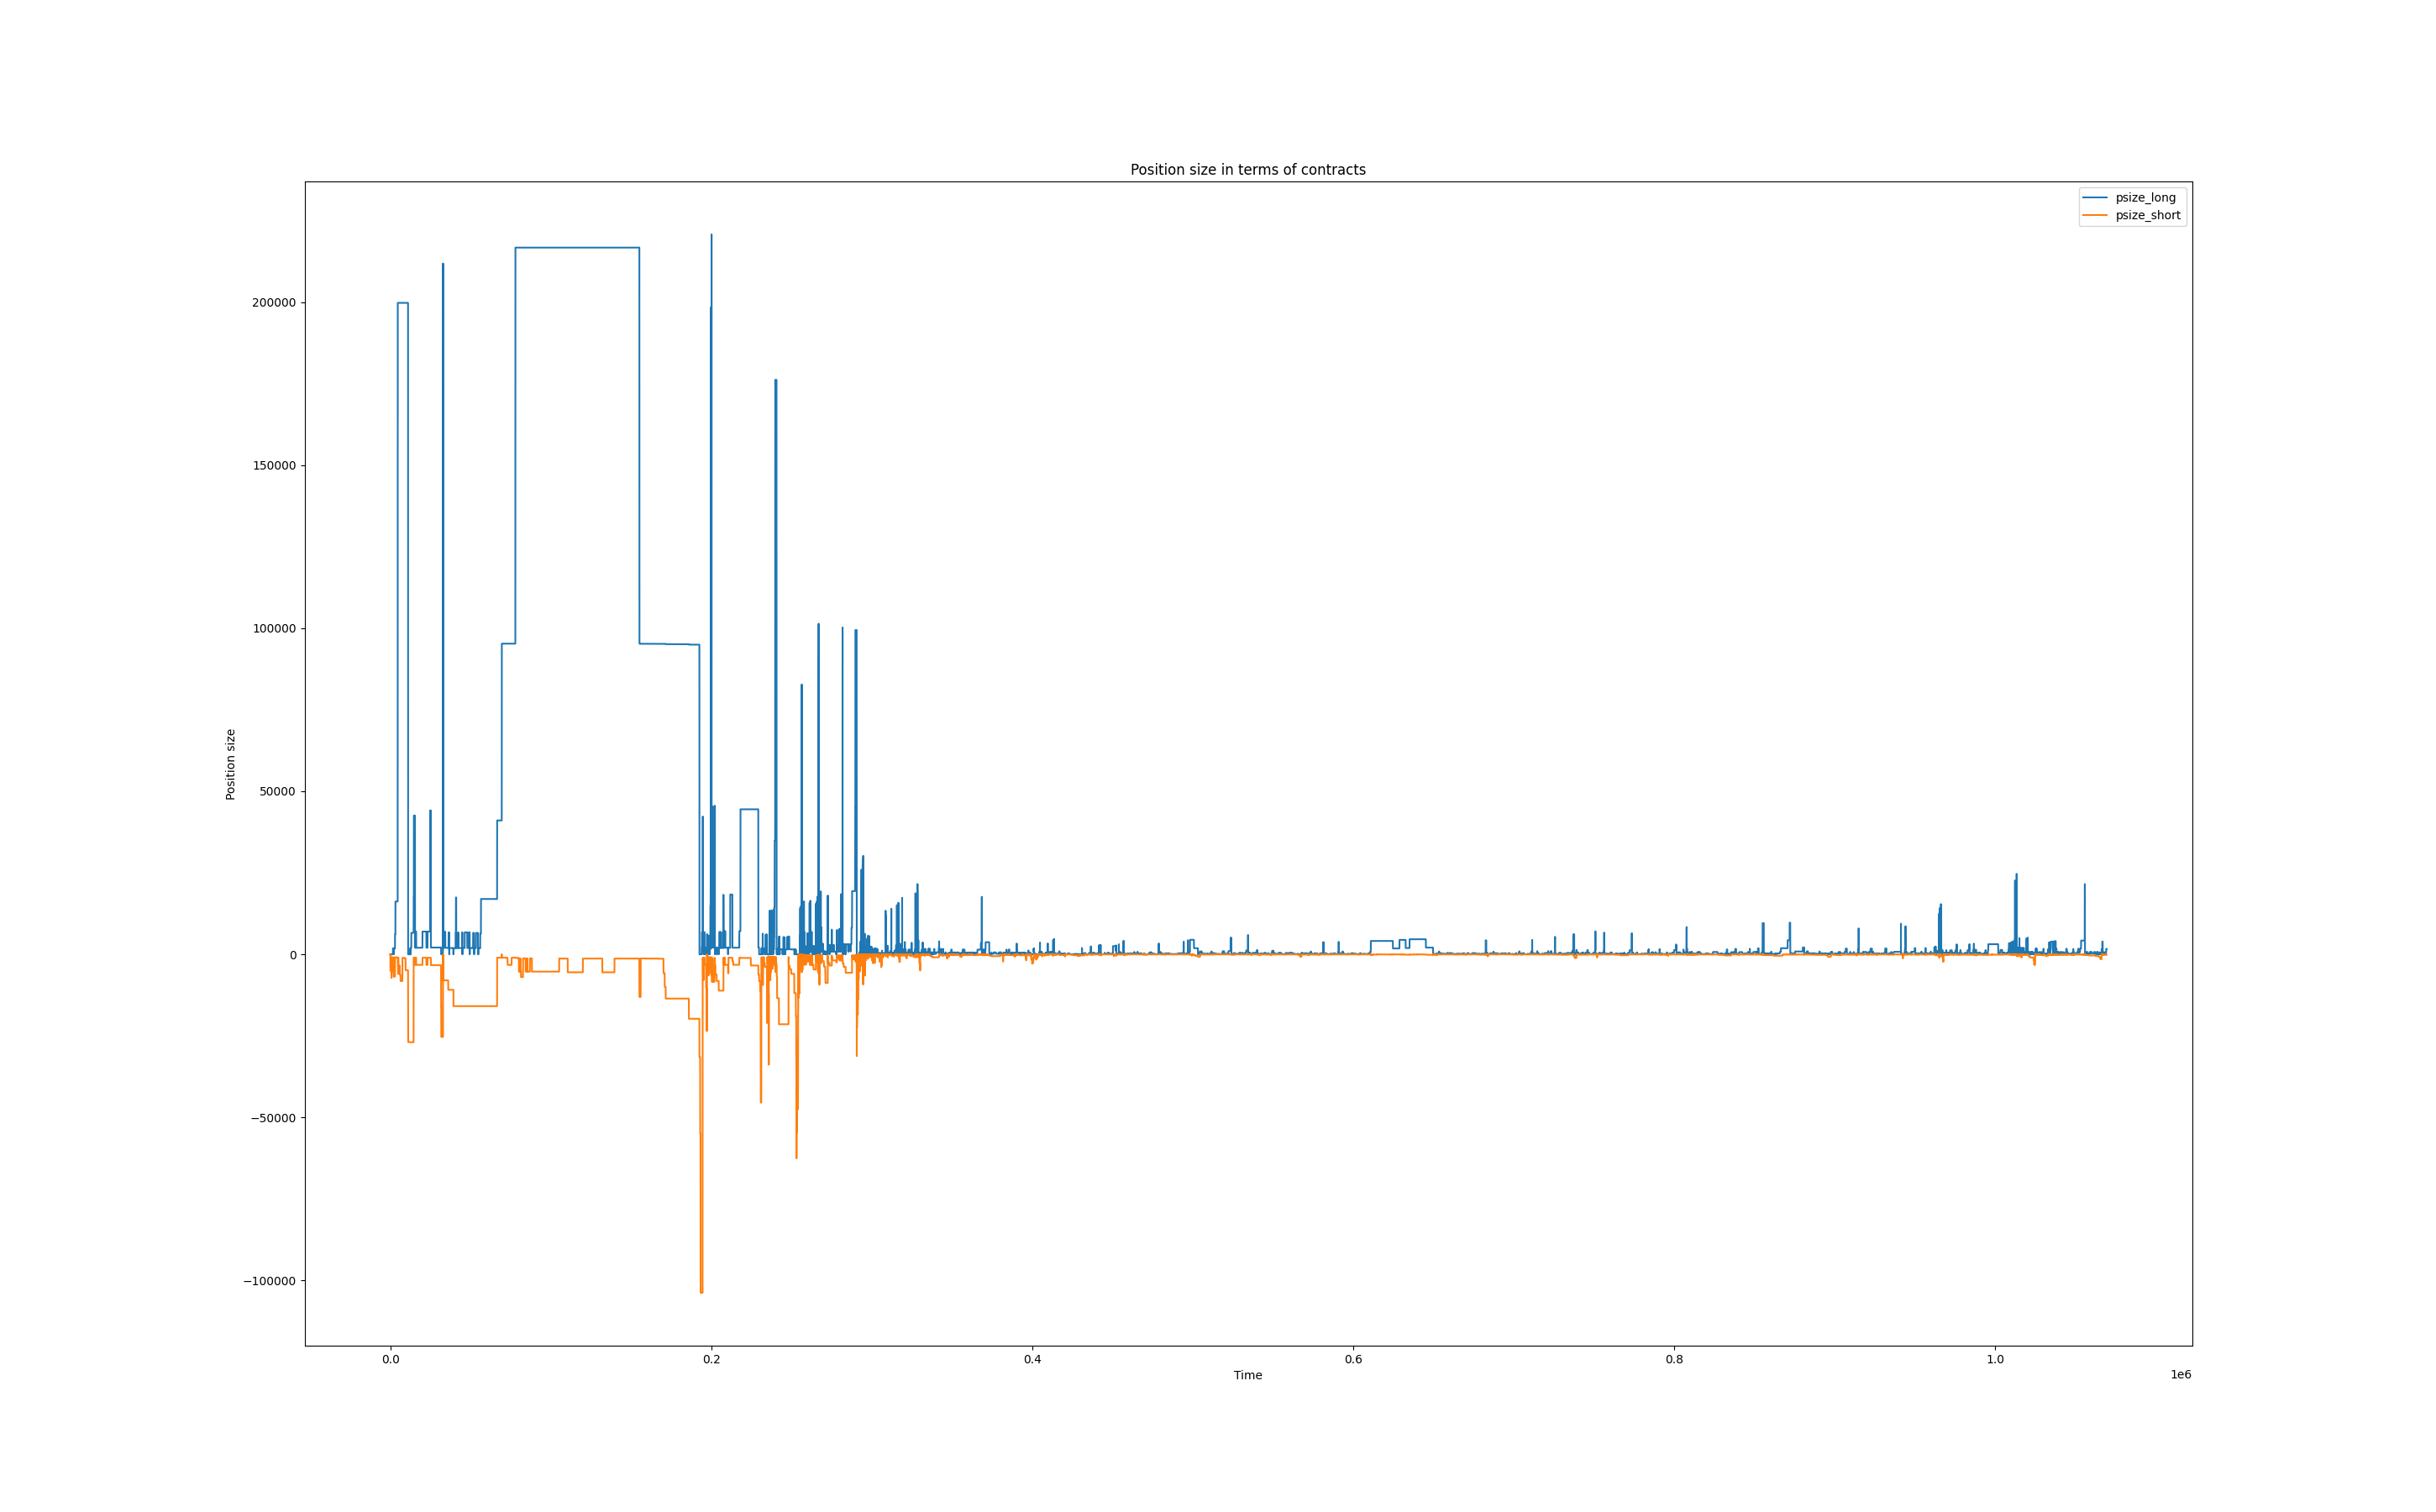 Position size in terms of contracts
psize_long
psize_short
200000
150000
100000
50000
0
−50000
−100000
Position size
0.0
0.2
0.4
0.6
0.8
1.0
1e6
Time